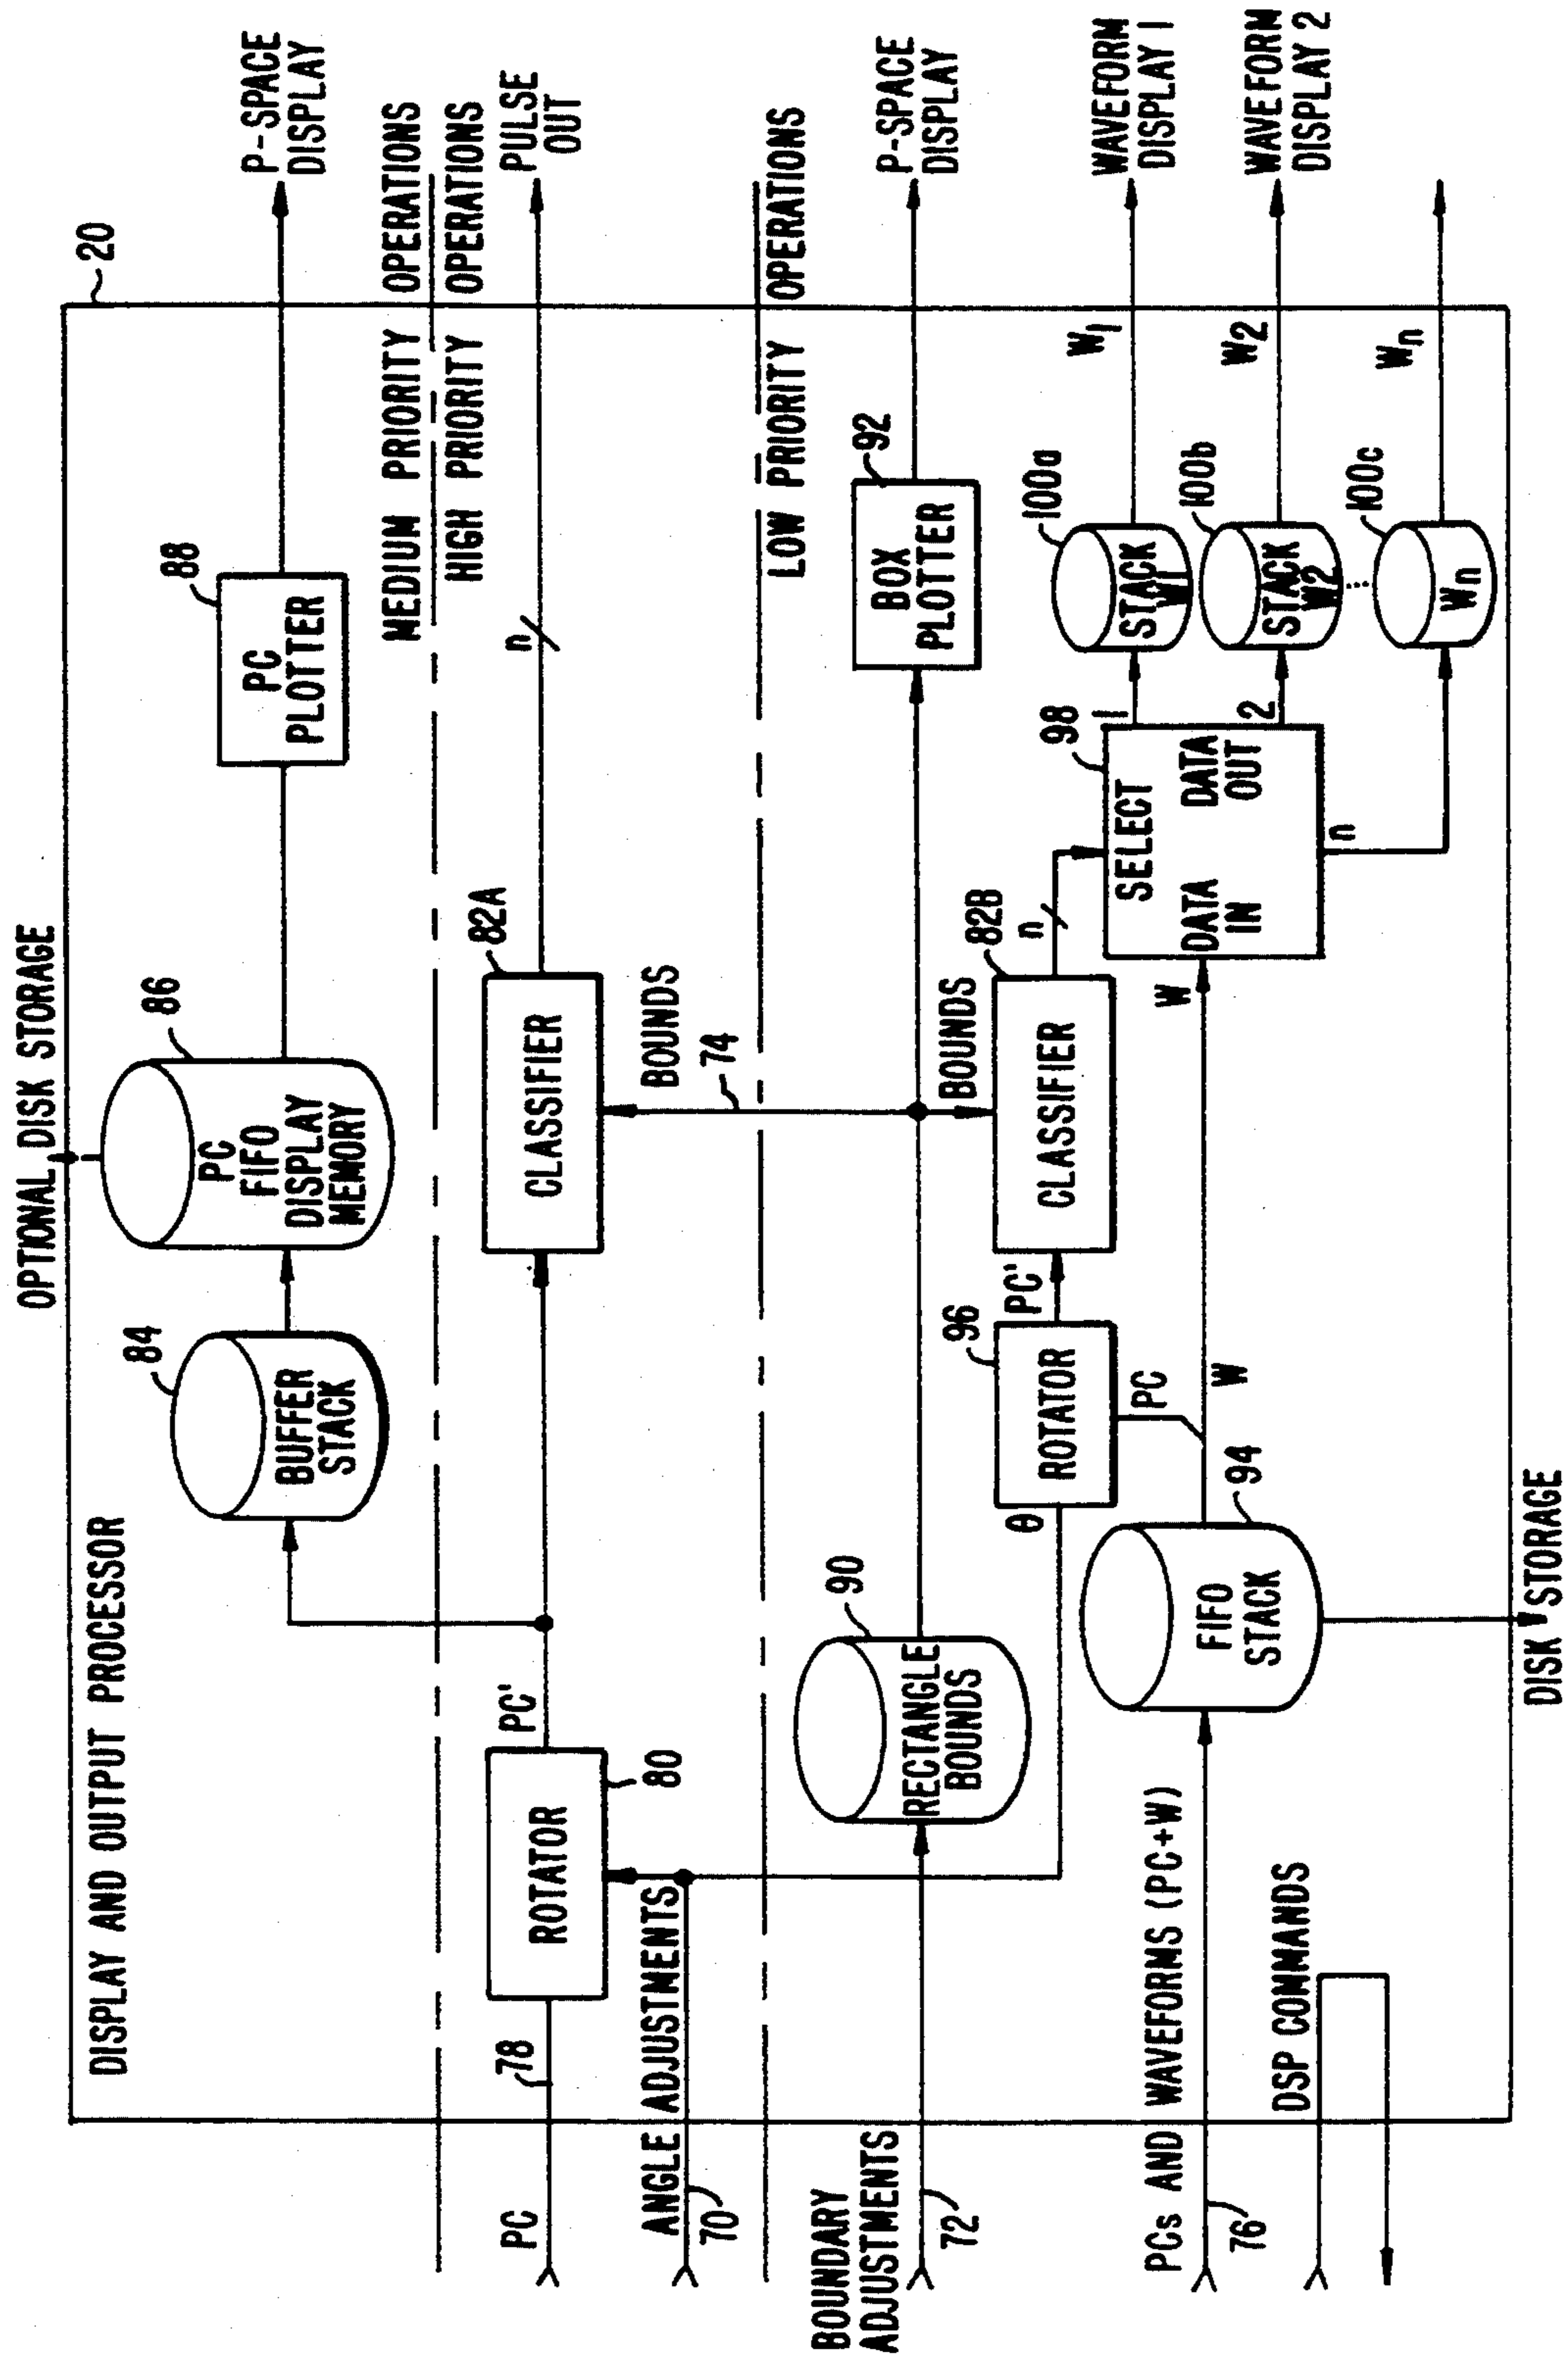 OPTIONAL DISK STORAGE
DISPLAY AND OUTPUT PROCESSOR
20
84
BUFFER
STACK
86
PC
FIFO
DISPLAY
MEMORY
88
PC
PLOTTER
P-SPACE
DISPLAY
MEDIUM PRIORITY OPERATIONS
HIGH PRIORITY OPERATIONS
PC
78
ROTATOR
80
PC'
82A
CLASSIFIER
n
PULSE
OUT
ANGLE ADJUSTMENTS
70
BOUNDS
74
LOW PRIORITY OPERATIONS
BOUNDARY
ADJUSTMENTS
72
90
RECTANGLE
BOUNDS
92
BOX
PLOTTER
P-SPACE
DISPLAY
BOUNDS
θ
96
ROTATOR
PC
PC'
82B
CLASSIFIER
n
98
SELECT
DATA
IN
DATA
OUT
1
2
n
100a
STACK
W1
W1
WAVEFORM
DISPLAY 1
100b
STACK
W2
W2
WAVEFORM
DISPLAY 2
100c
Wn
Wn
PCs AND WAVEFORMS (PC+W)
76
94
FIFO
STACK
W
W
DSP COMMANDS
DISK STORAGE